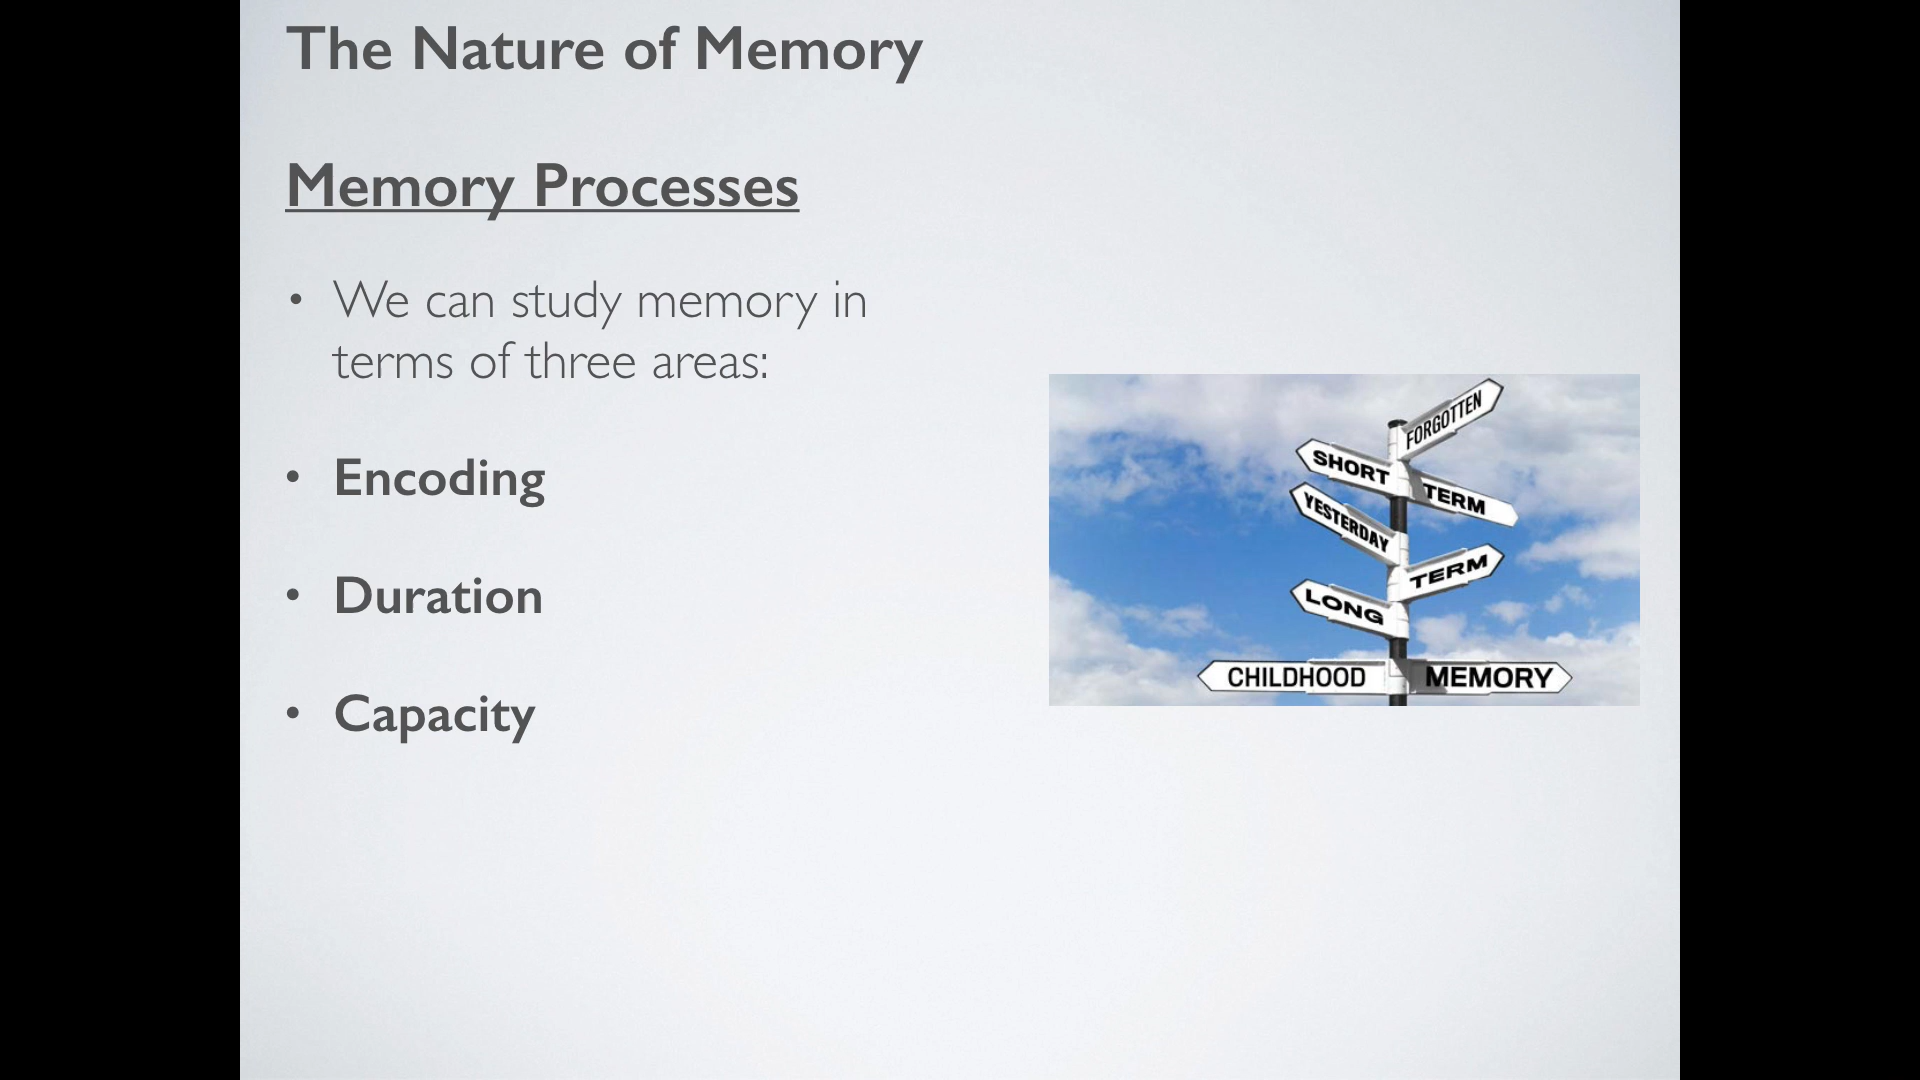 The Nature of Memory
Memory Processes
• We can study memory in
terms of three areas:
• Encoding
• Duration
• Capacity
FORGOTTEN
SHORT TERM
YESTERDAY
TERM
LONG
CHILDHOOD MEMORY